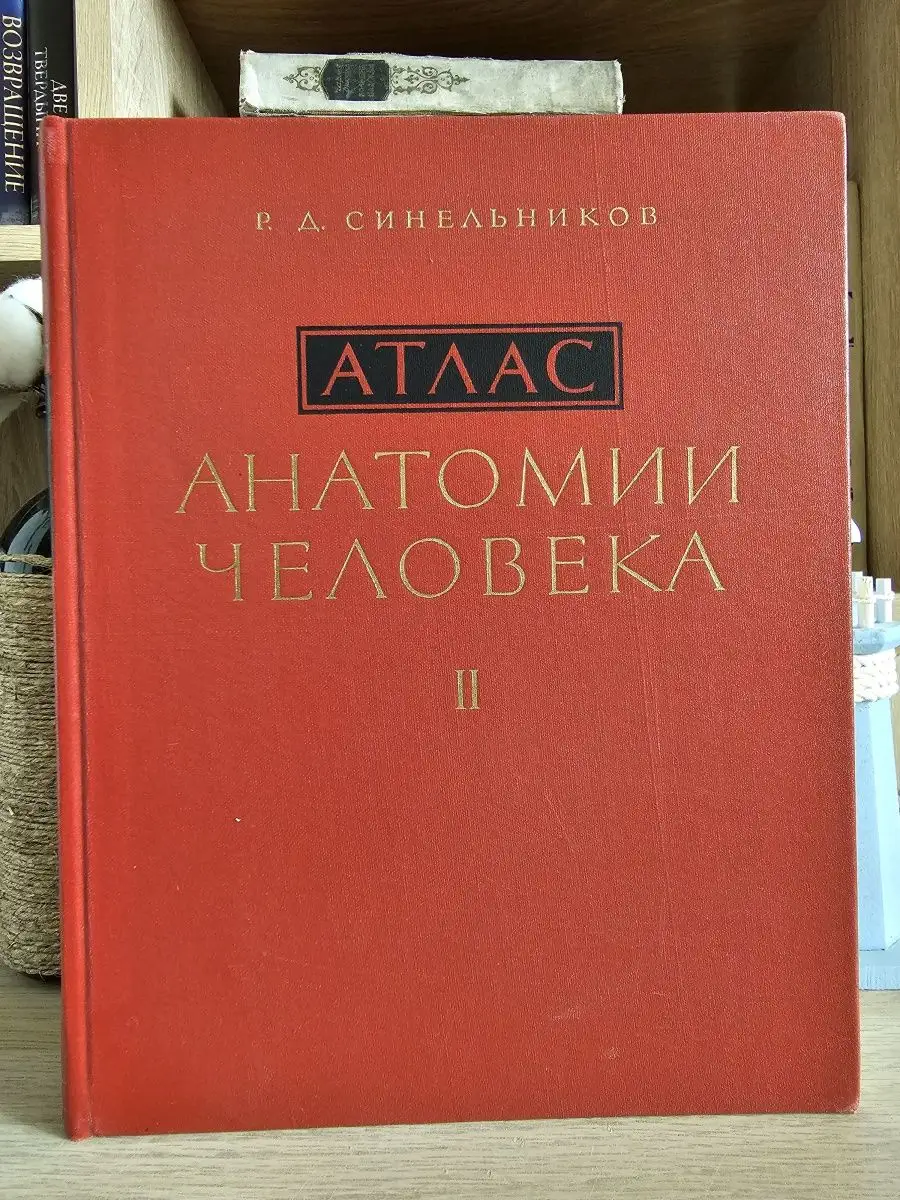 ВОЗВРАЩЕНИЕ
Р. Д. СИНЕЛЬНИКОВ
АТЛАС
АНАТОМИИ
ЧЕЛОВЕКА
II